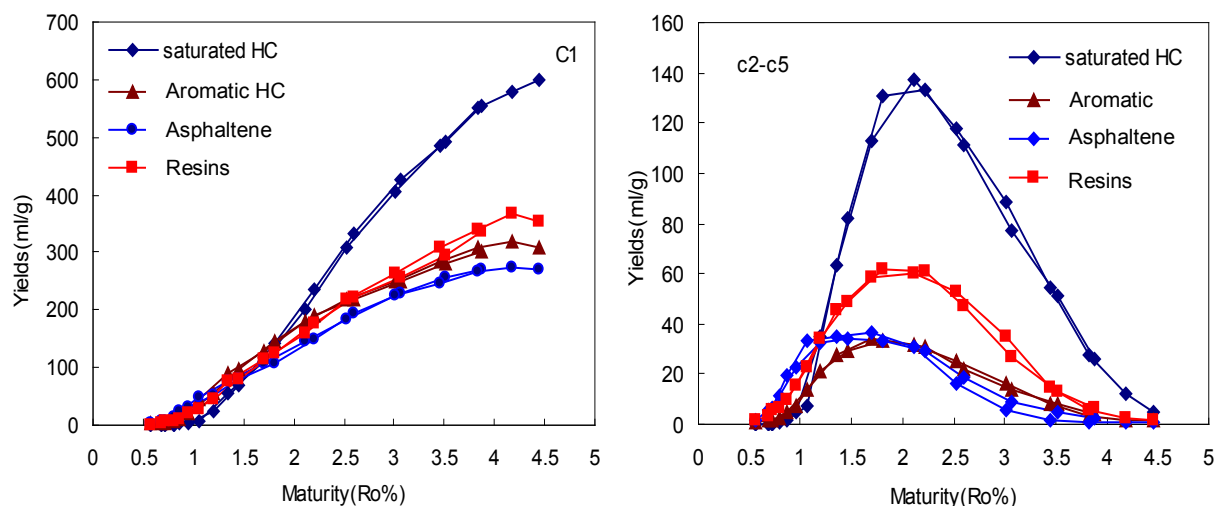 700
600
500
400
300
200
100
0
Yields(ml/g)
saturated HC
Aromatic HC
Asphaltene
Resins
C1
0 0.5 1 1.5 2 2.5 3 3.5 4 4.5 5
Maturity(Ro%)
160
140
120
100
80
60
40
20
0
Yields(ml/g)
c2-c5
saturated HC
Aromatic
Asphaltene
Resins
0 0.5 1 1.5 2 2.5 3 3.5 4 4.5 5
Maturity(Ro%)